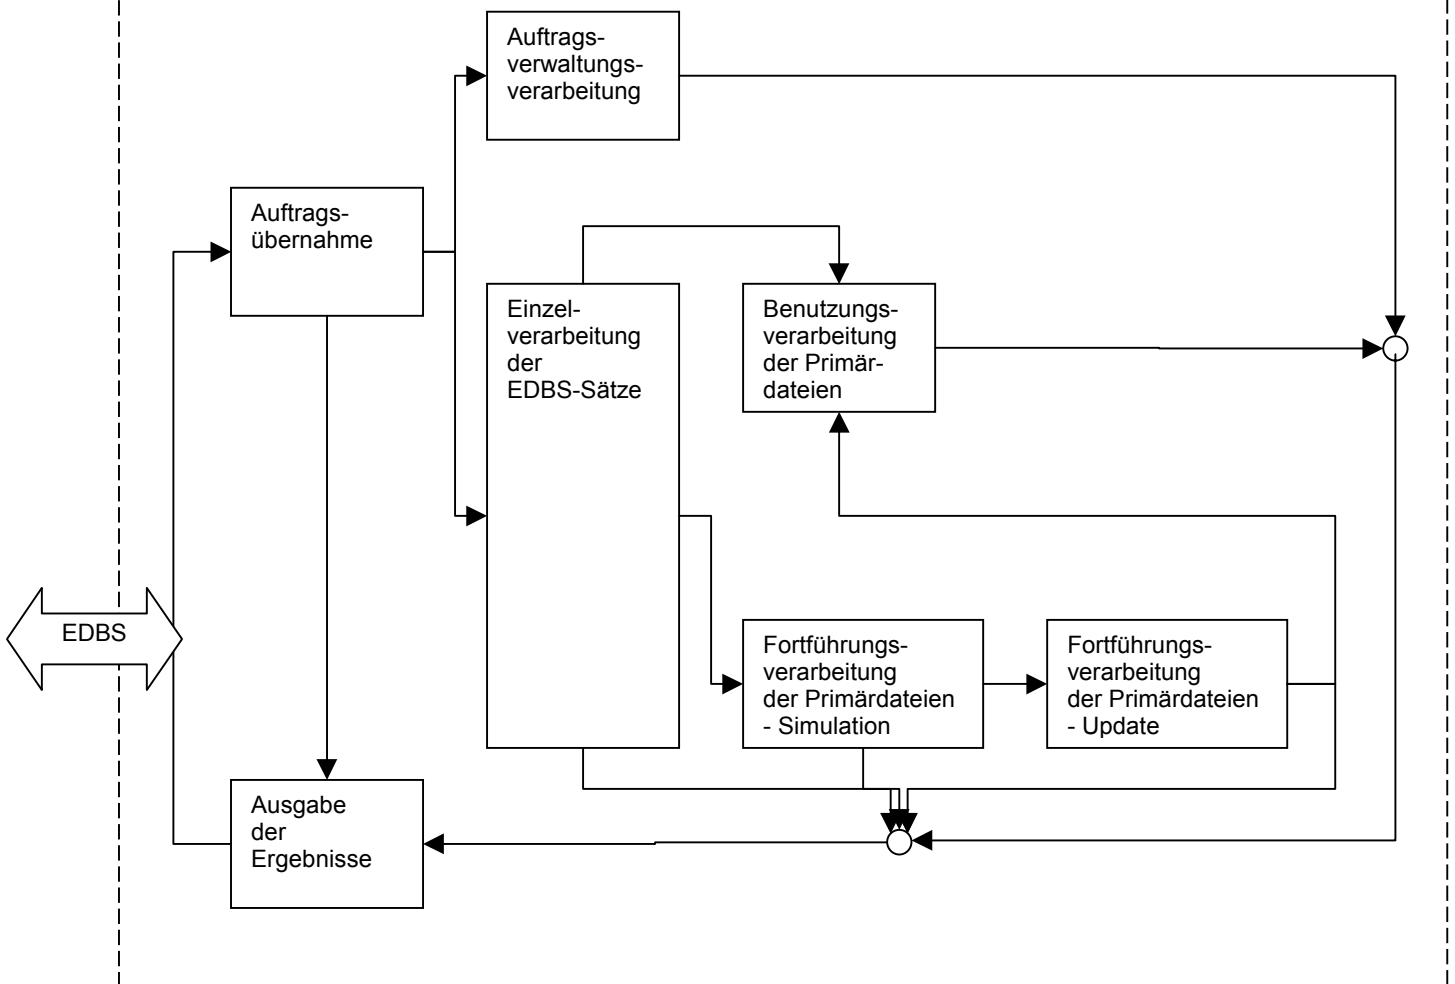 Auftrags-
verwaltungs-
verarbeitung
Auftrags-
übernahme
Einzel-
verarbeitung
der
EDBS-Sätze
Benutzungs-
verarbeitung
der Primär-
dateien
EDBS
Fortführungs-
verarbeitung
der Primärdateien
- Simulation
Fortführungs-
verarbeitung
der Primärdateien
- Update
Ausgabe
der
Ergebnisse